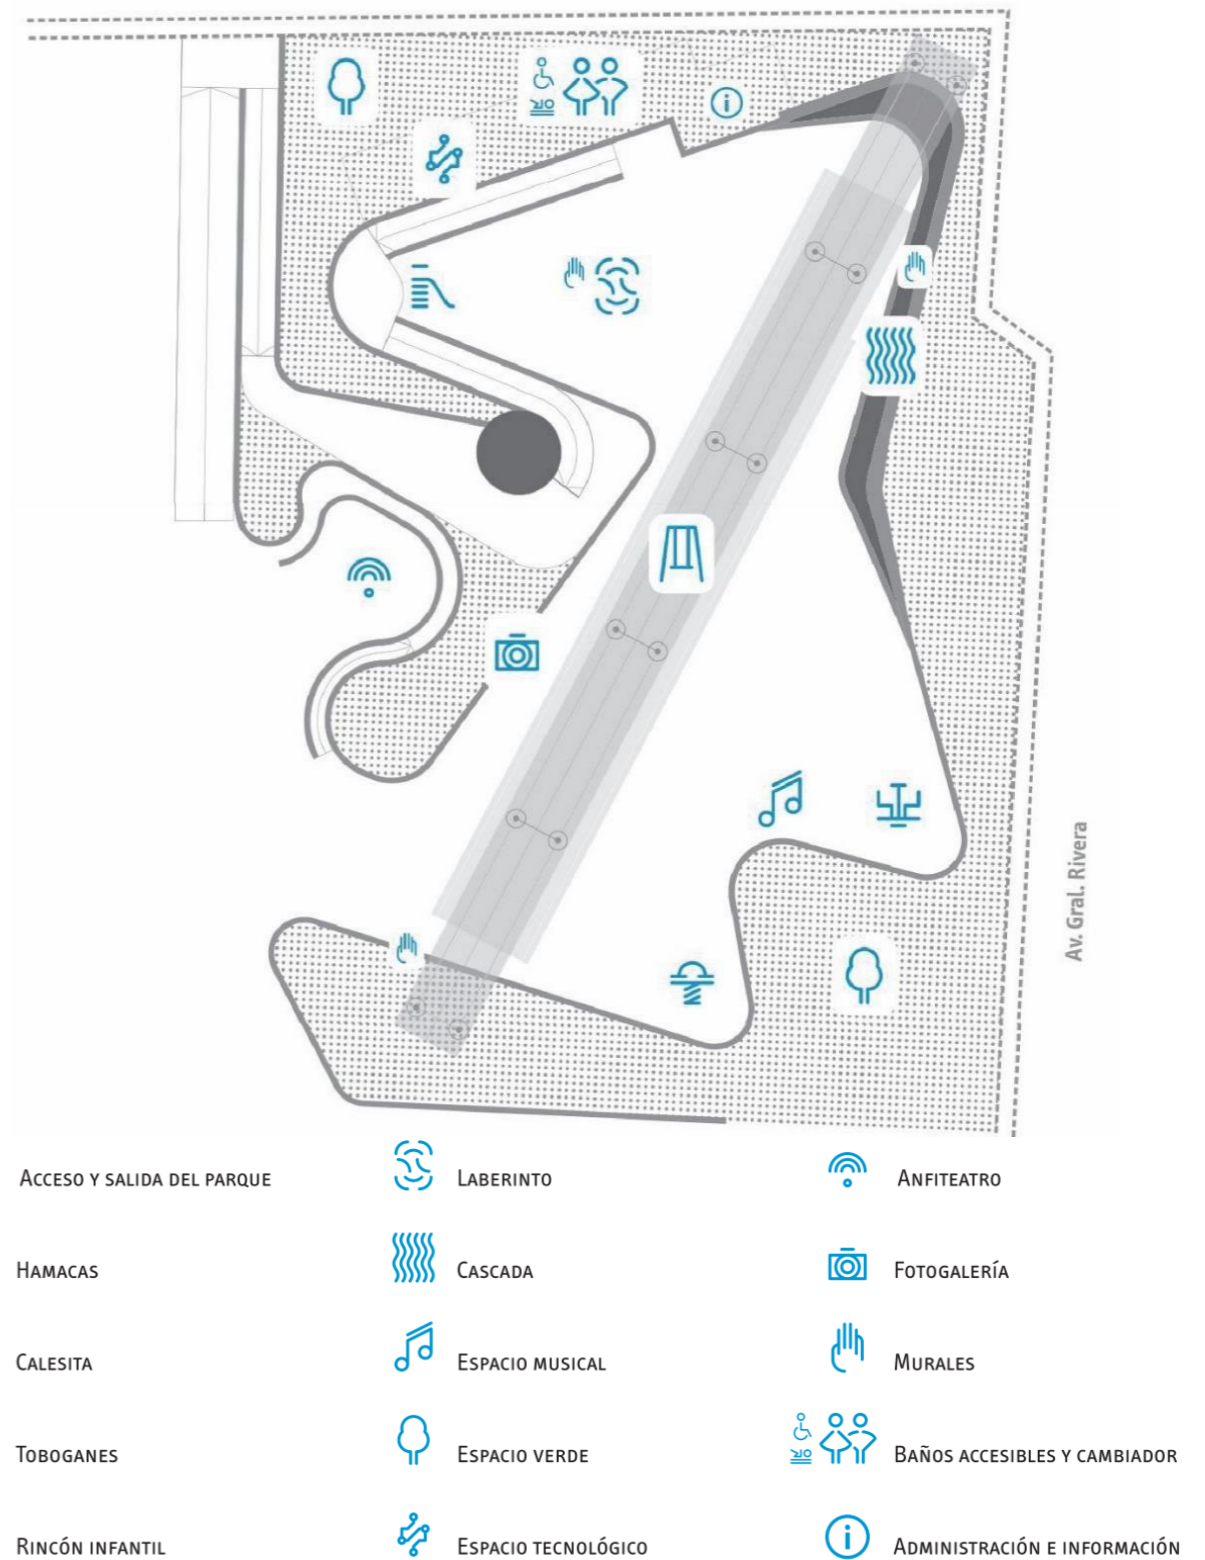 Av. Gral. Rivera
Acceso y salida del parque
Laberinto
Anfiteatro
Hamacas
Cascada
Fotogalería
Calesita
Espacio musical
Murales
Toboganes
Espacio verde
Baños accesibles y cambiador
Rincón infantil
Espacio tecnológico
Administración e información